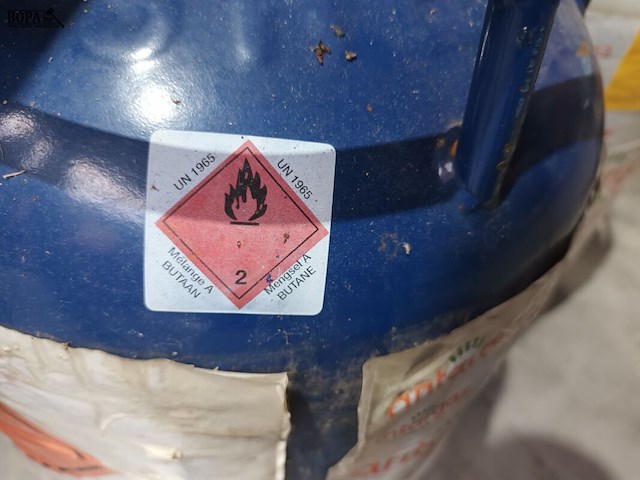 BOPA
UN 1965
UN 1965
2
Mélange A
BUTAAN
Mengsel A
BUTANE